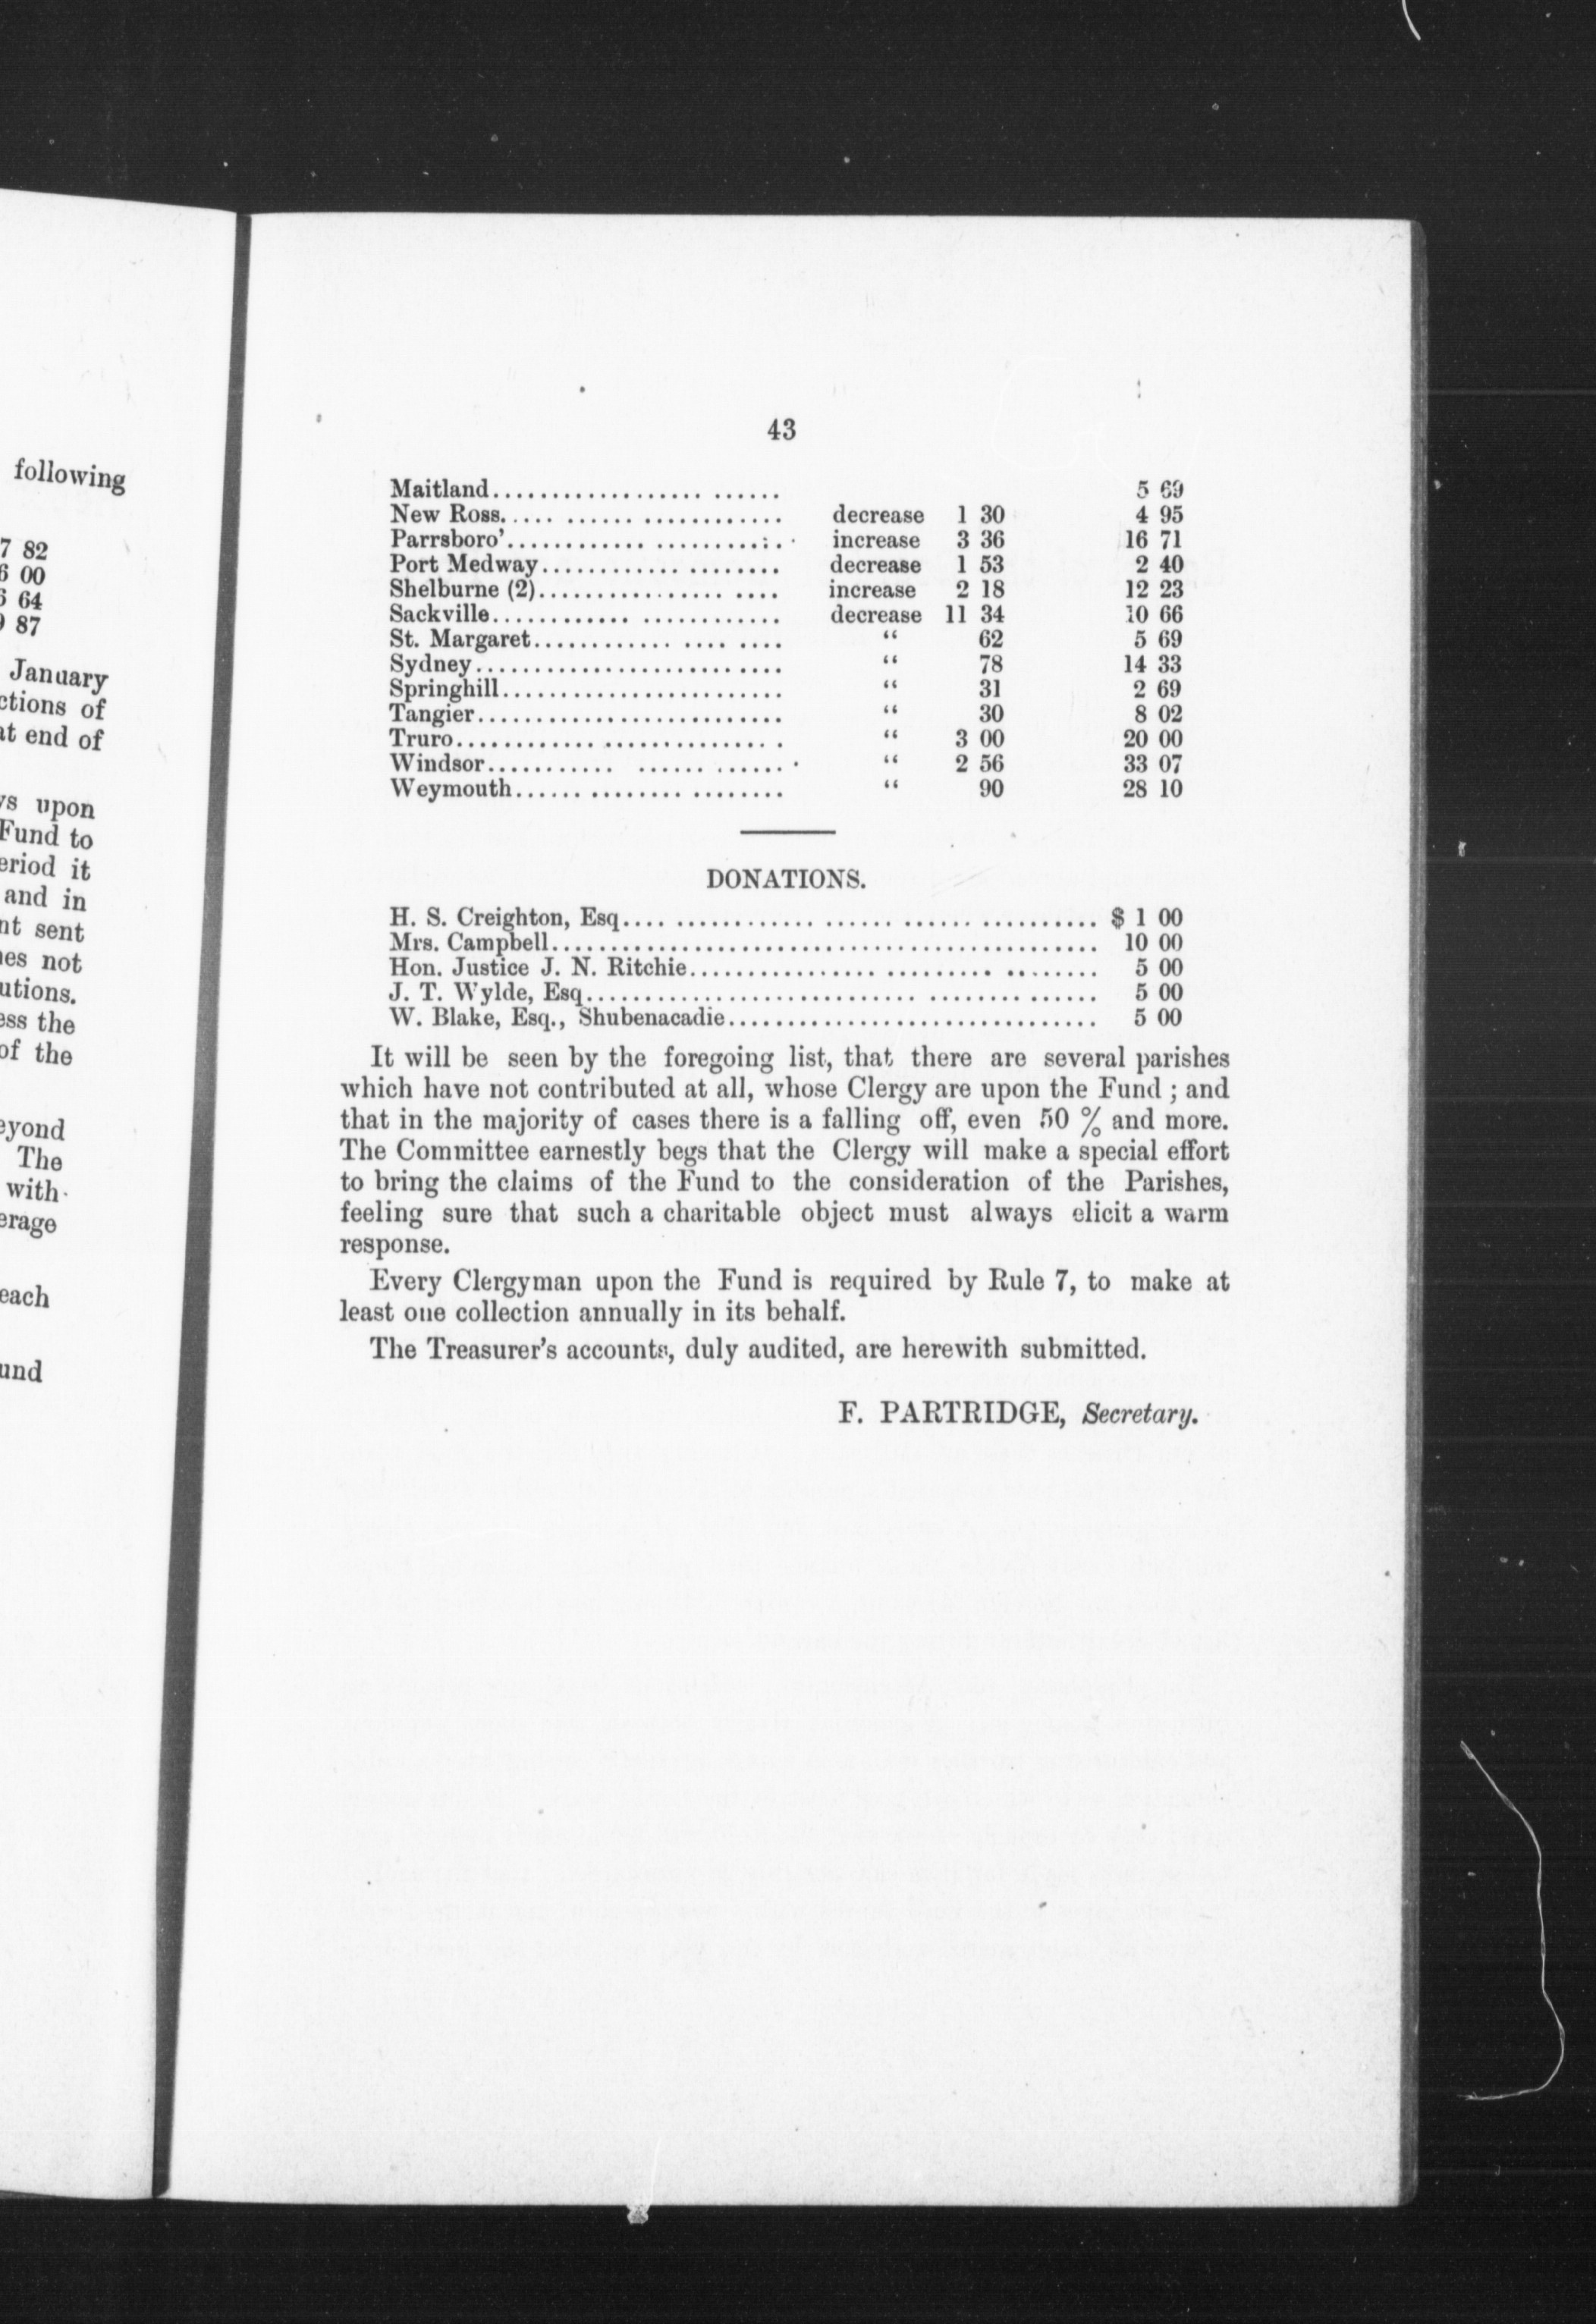 following
7 82
6 00
6 64
9 87
January
of
at end of
upon
Fund to
it
and in
sent
not
the
of the
The
with
each
43
Maitland........................ 5 69
New Ross........................ decrease 1 30 4 95
Parrsboro'........................ increase 3 36 16 71
Port Medway.................... decrease 1 53 2 40
Shelburne (2).................... increase 2 18 12 23
Sackville........................ decrease 11 34 10 66
St. Margaret.................... “ 62 5 69
Sydney.......................... “ 78 14 33
Springhill........................ “ 31 2 69
Tangier.......................... “ 30 8 02
Truro............................ “ 3 00 20 00
Windsor.......................... “ 2 56 33 07
Weymouth...................... “ 90 28 10
DONATIONS.
H. S. Creighton, Esq........................................ $ 1 00
Mrs. Campbell.............................................. 10 00
Hon. Justice J. N. Ritchie.................................. 5 00
J. T. Wylde, Esq............................................ 5 00
W. Blake, Esq., Shubenacadie............................... 5 00
It will be seen by the foregoing list, that there are several parishes
which have not contributed at all, whose Clergy are upon the Fund ; and
that in the majority of cases there is a falling off, even 50 % and more.
The Committee earnestly begs that the Clergy will make a special effort
to bring the claims of the Fund to the consideration of the Parishes,
feeling sure that such a charitable object must always elicit a warm
response.
Every Clergyman upon the Fund is required by Rule 7, to make at
least one collection annually in its behalf.
The Treasurer's accounts, duly audited, are herewith submitted.
F. PARTRIDGE, Secretary.